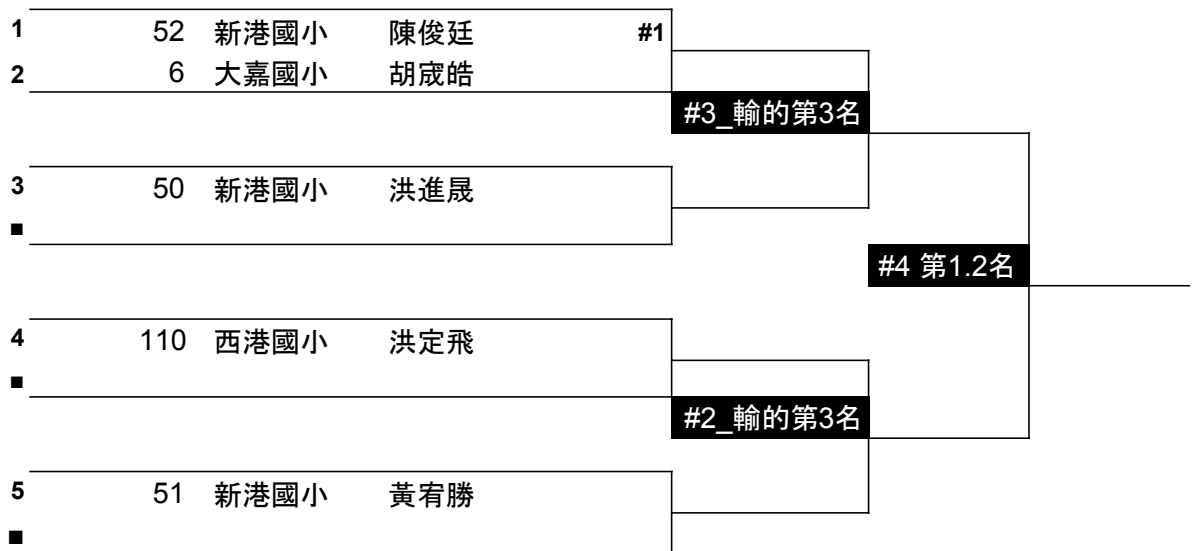 1 52 新港國小 陳俊廷 #1
2 6 大嘉國小 胡宬皓
#3_輸的第3名
3 50 新港國小 洪進晟
■
#4 第1.2名
4 110 西港國小 洪定飛
■
#2_輸的第3名
5 51 新港國小 黃宥勝
■